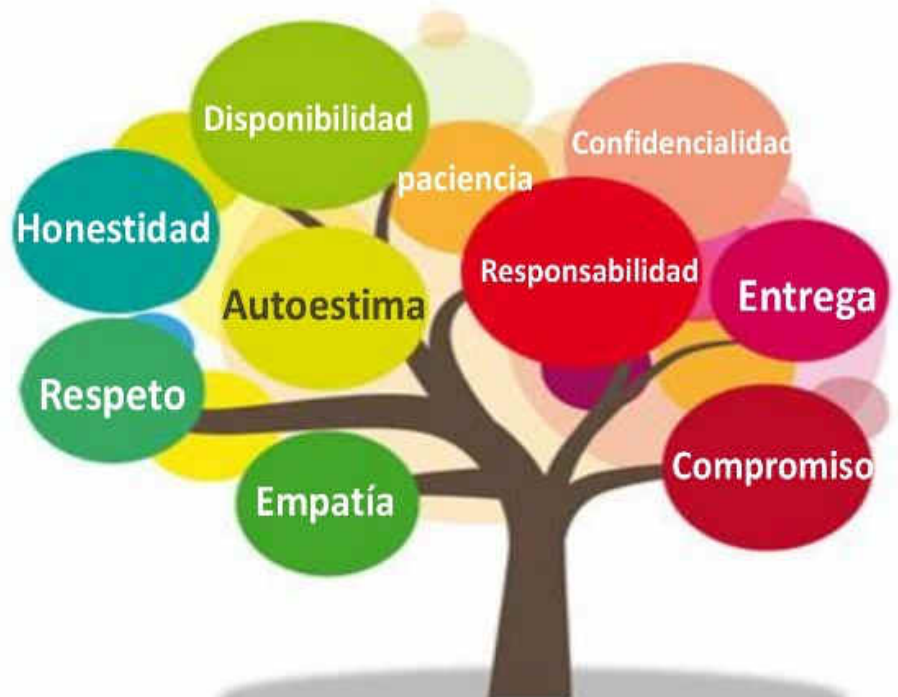 Disponibilidad
Confidencialidad
paciencia
Honestidad
Responsabilidad
Autoestima
Entrega
Respeto
Compromiso
Empatía